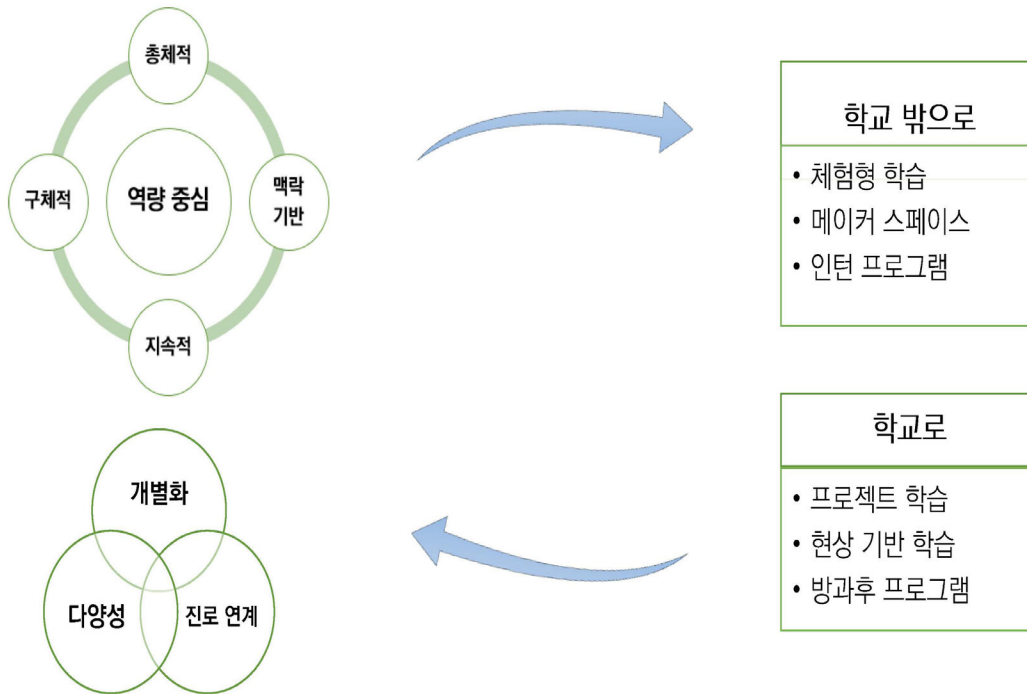 총체적
구체적
역량 중심
맥락
기반
지속적
학교 밖으로
• 체험형 학습
• 메이커 스페이스
• 인턴 프로그램
개별화
다양성
진로 연계
학교로
• 프로젝트 학습
• 현상 기반 학습
• 방과후 프로그램